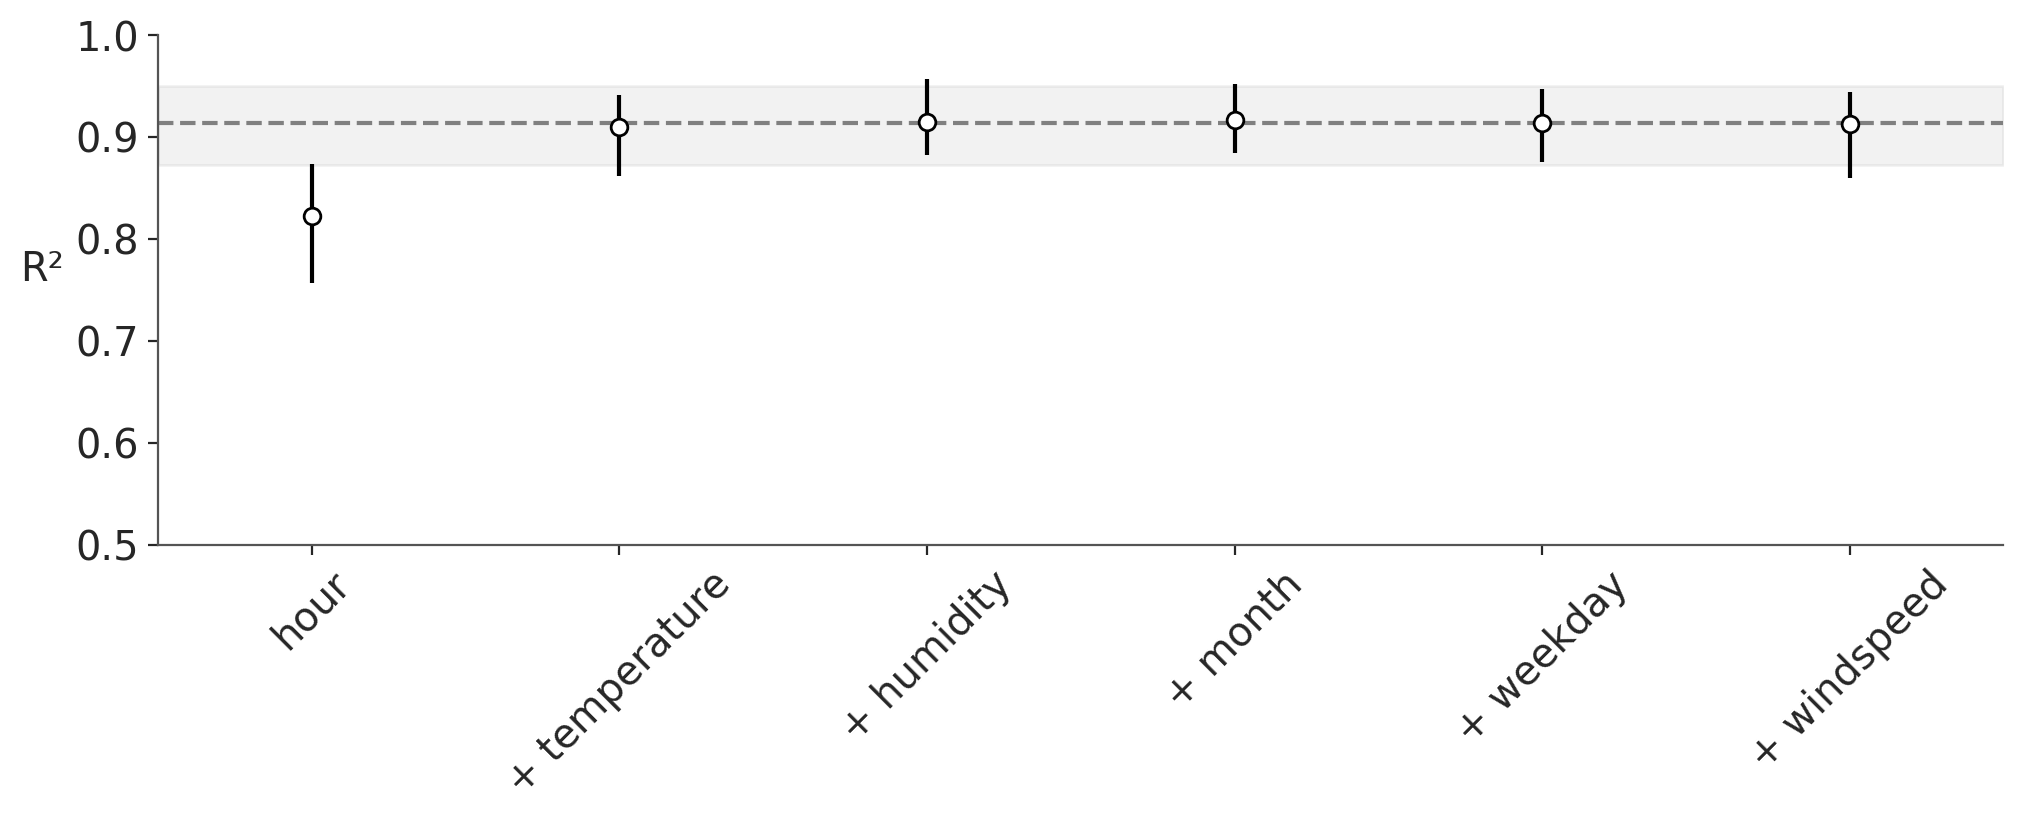 1.0
0.9
0.8
0.7
0.6
0.5
R²
hour
+ temperature
+ humidity
+ month
+ weekday
+ windspeed